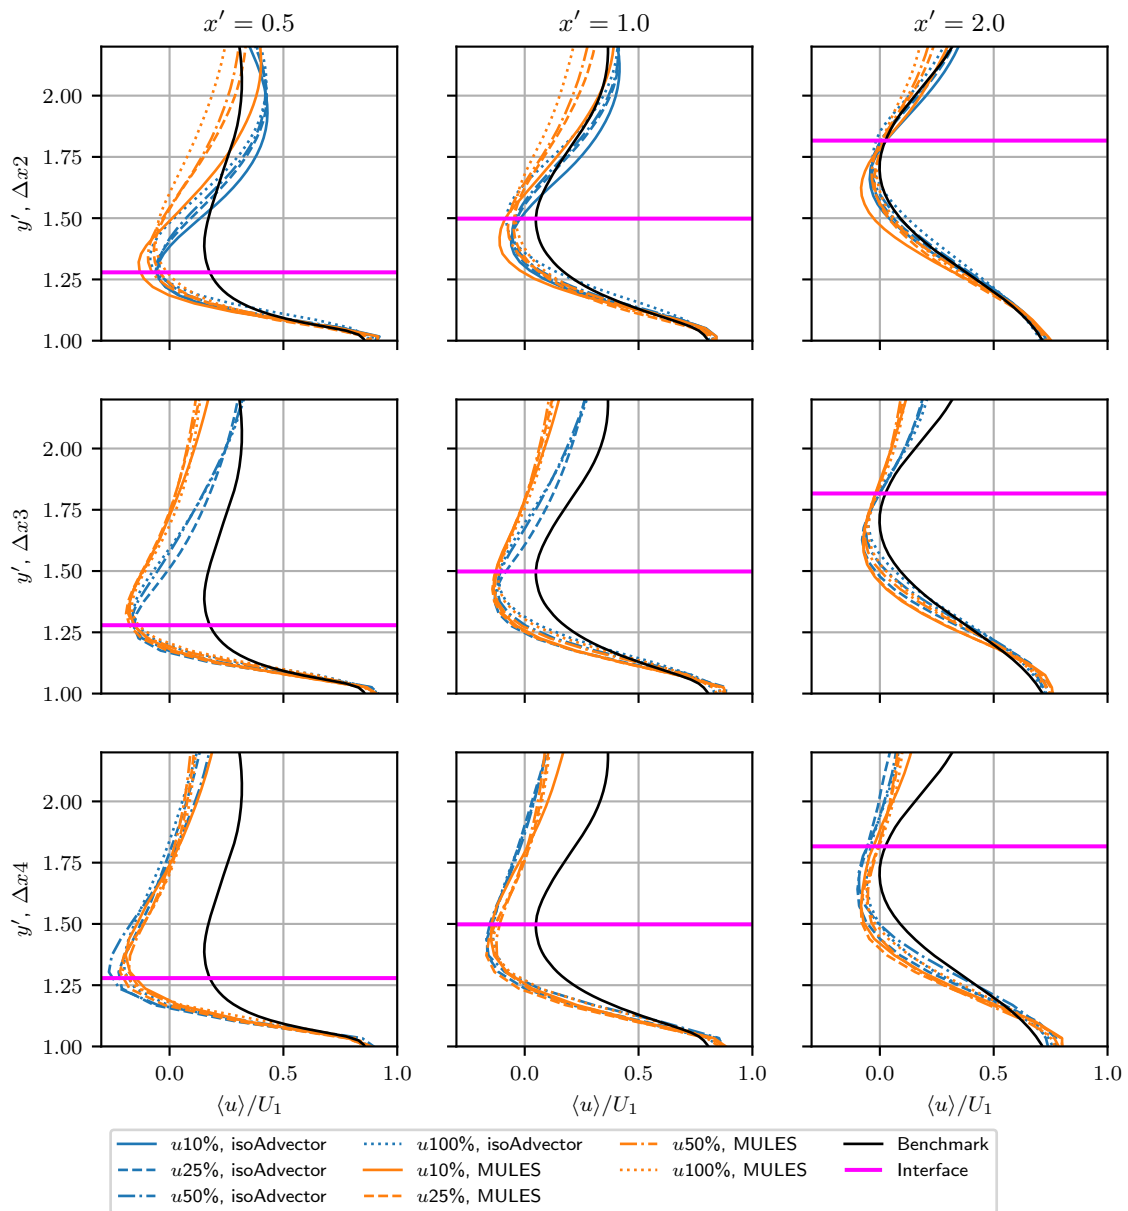 x′ = 0.5 x′ = 1.0 x′ = 2.0
y′, Δx2
2.00
1.75
1.50
1.25
1.00
y′, Δx3
2.00
1.75
1.50
1.25
1.00
y′, Δx4
2.00
1.75
1.50
1.25
1.00
0.0 0.5 1.0 0.0 0.5 1.0 0.0 0.5 1.0
⟨u⟩/U₁ ⟨u⟩/U₁ ⟨u⟩/U₁
u10%, isoAdvector u100%, isoAdvector u50%, MULES Benchmark
u25%, isoAdvector u10%, MULES u100%, MULES Interface
u50%, isoAdvector u25%, MULES